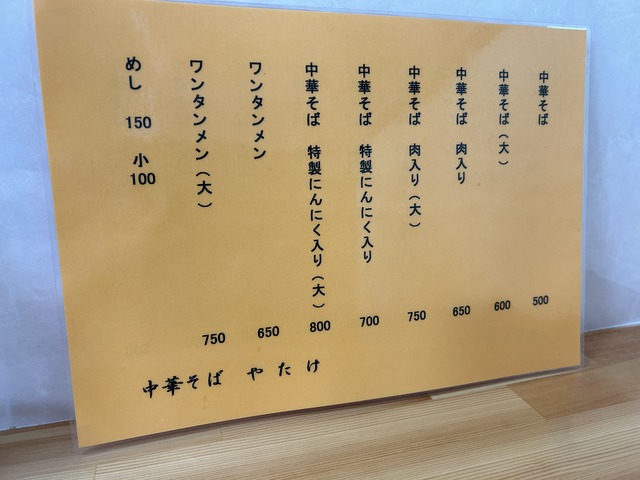 中華そば 500
中華そば（大） 600
中華そば 肉入り 650
中華そば 肉入り（大） 750
中華そば 特製にんにく入り 700
中華そば 特製にんにく入り（大） 800
ワンタンメン 650
ワンタンメン（大） 750
めし 150 小 100
中華そば やたけ